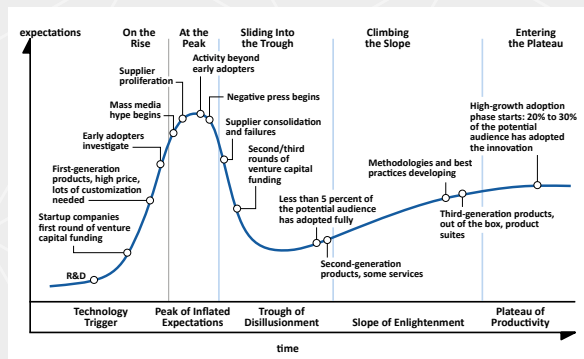 expectations
On the
Rise
At the
Peak
Sliding Into
the Trough
Climbing
the Slope
Entering
the Plateau
Activity beyond
early adopters
Supplier
proliferation
Negative press begins
Mass media
hype begins
Supplier consolidation
and failures
Early adopters
investigate
Second/third
rounds of
venture capital
funding
First-generation
products, high price,
lots of customization
needed
Startup companies
first round of venture
capital funding
R&D
Less than 5 percent of
the potential audience
has adopted fully
Second-generation
products, some services
Methodologies and best
practices developing
Third-generation products,
out of the box, product
suites
High-growth adoption
phase starts: 20% to 30%
of the potential
audience has adopted
the innovation
Technology
Trigger
Peak of Inflated
Expectations
Trough of
Disillusionment
Slope of Enlightenment
Plateau of
Productivity
time